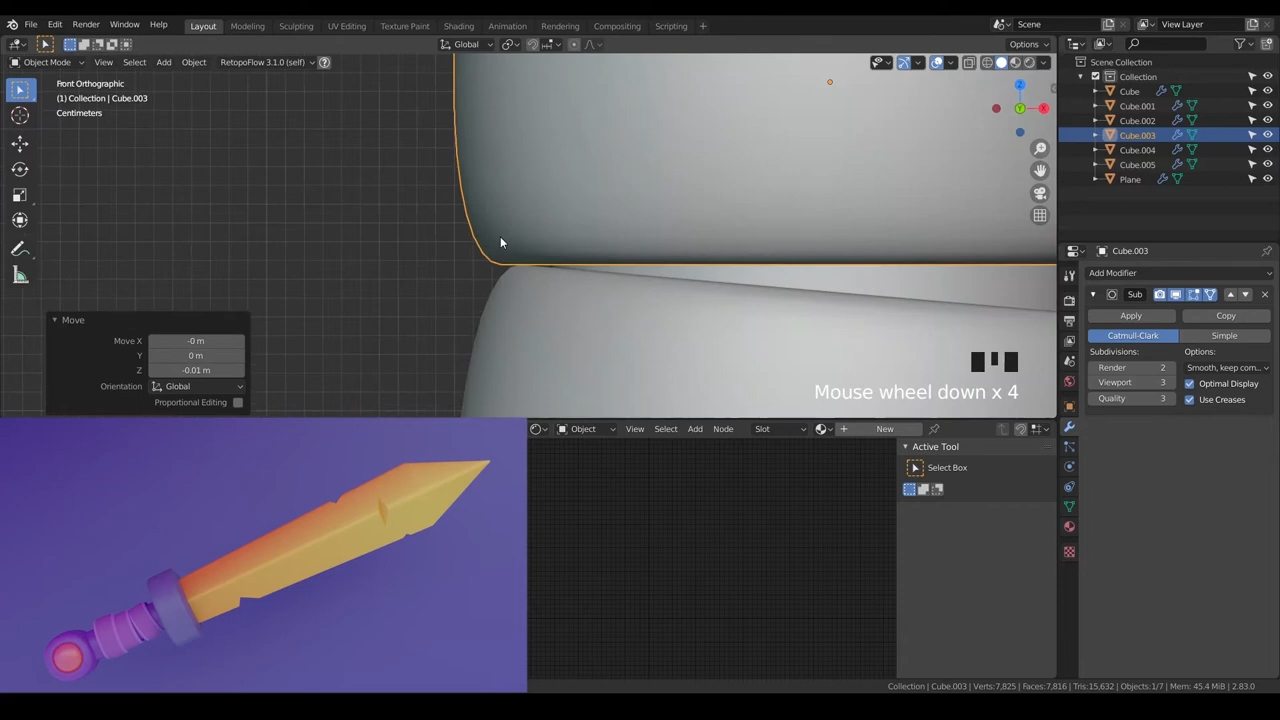 File Edit Render Window Help Layout Modeling Sculpting UV Editing Texture Paint Shading Animation Rendering Compositing Scripting + Scene View Layer
Global Options
Object Mode View Select Add Object RetopoFlow 3.1.0 (self)
Front Orthographic
(1) Collection | Cube.003
Centimeters
Scene Collection
Collection
Cube
Cube.001
Cube.002
Cube.003
Cube.004
Cube.005
Plane
Z
Y
X
Cube.003
Add Modifier
Sub
Apply Copy
Catmull-Clark Simple
Subdivisions: Options:
Render 2 Smooth, keep com...
Viewport 3 Optimal Display
Quality 3 Use Creases
Move
Move X -0 m
Y 0 m
Z -0.01 m
Orientation Global
Proportional Editing
Mouse wheel down x 4
Object View Select Add Node Slot New
Active Tool
Select Box
Collection | Cube.003 | Verts:7,825 | Faces:7,816 | Tris:15,632 | Objects:1/7 | Mem: 45.4 MiB | 2.83.0